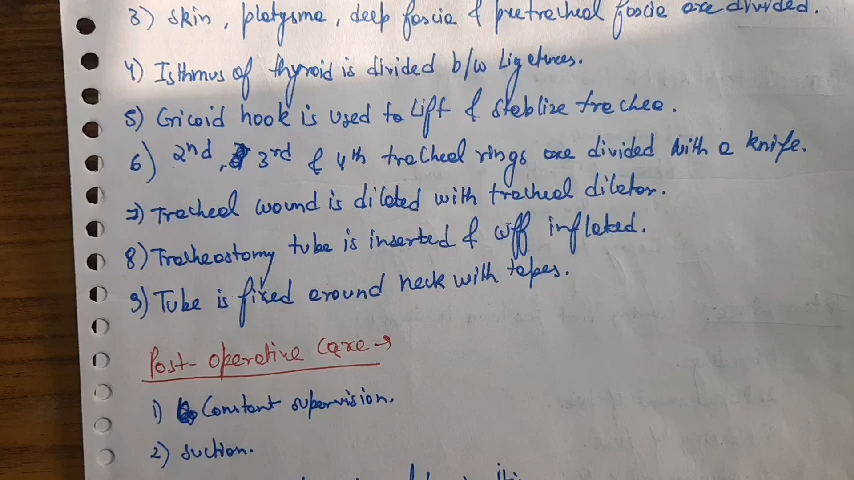 3) Skin, platysma, deep fascia & pretracheal fascia are divided.
4) Isthmus of thyroid is divided b/w Ligatures.
5) Cricoid hook is used to Lift & stablize trachea.
6) 2nd, 3rd & 4th tracheal rings are divided with a knife.
7) Tracheal wound is dilated with tracheal dilator.
8) Tracheostomy tube is inserted & cuff inflated.
9) Tube is fixed around neck with tapes.
Post-operative care →
1) Constant supervision.
2) suction.